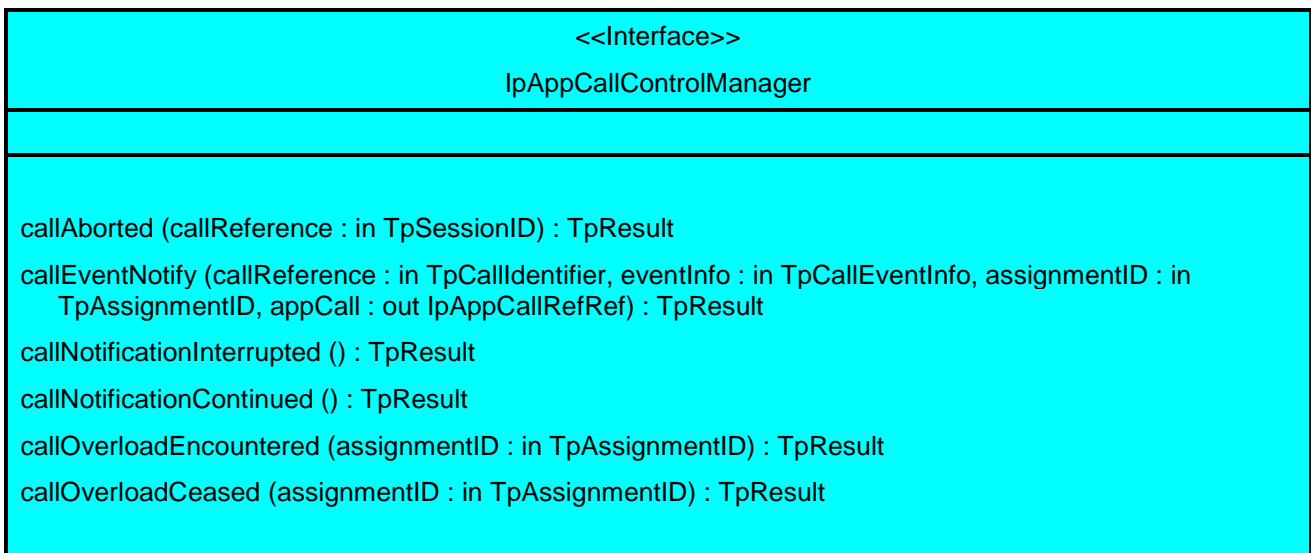 <<Interface>>
IpAppCallControlManager
callAborted (callReference : in TpSessionID) : TpResult
callEventNotify (callReference : in TpCallIdentifier, eventInfo : in TpCallEventInfo, assignmentID : in
TpAssignmentID, appCall : out IpAppCallRefRef) : TpResult
callNotificationInterrupted () : TpResult
callNotificationContinued () : TpResult
callOverloadEncountered (assignmentID : in TpAssignmentID) : TpResult
callOverloadCeased (assignmentID : in TpAssignmentID) : TpResult